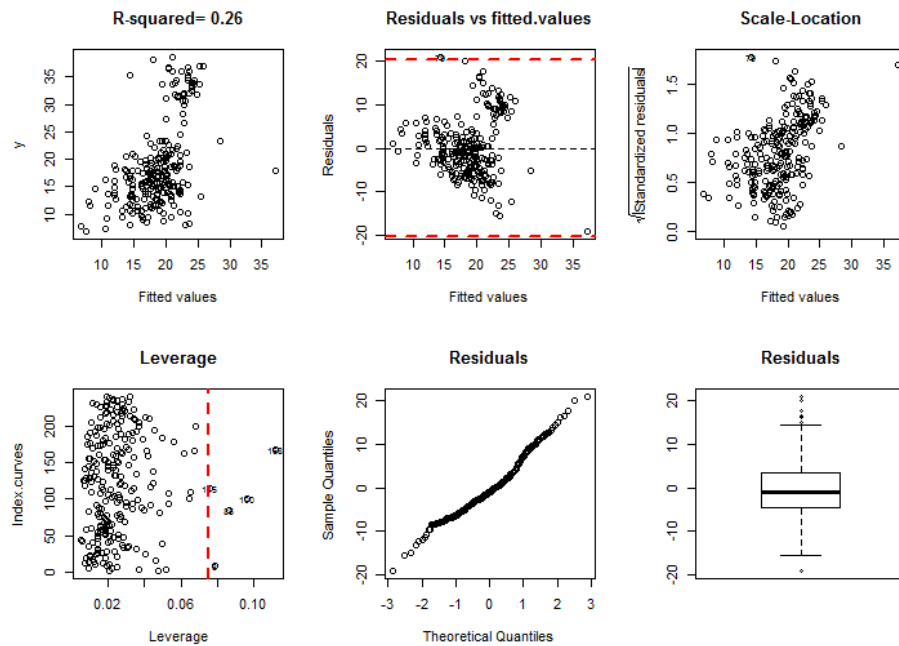 R-squared= 0.26
y
10 15 20 25 30 35
10 15 20 25 30 35
Fitted values
Residuals vs fitted.values
Residuals
-20 -10 0 10 20
10 15 20 25 30 35
Fitted values
Scale-Location
√|Standardized residuals|
0.0 0.5 1.0 1.5
10 15 20 25 30 35
Fitted values
Leverage
Index.curves
0 50 100 150 200
0.02 0.06 0.10
Leverage
Residuals
Sample Quantiles
-20 -10 0 10 20
-3 -2 -1 0 1 2 3
Theoretical Quantiles
Residuals
-20 -10 0 10 20